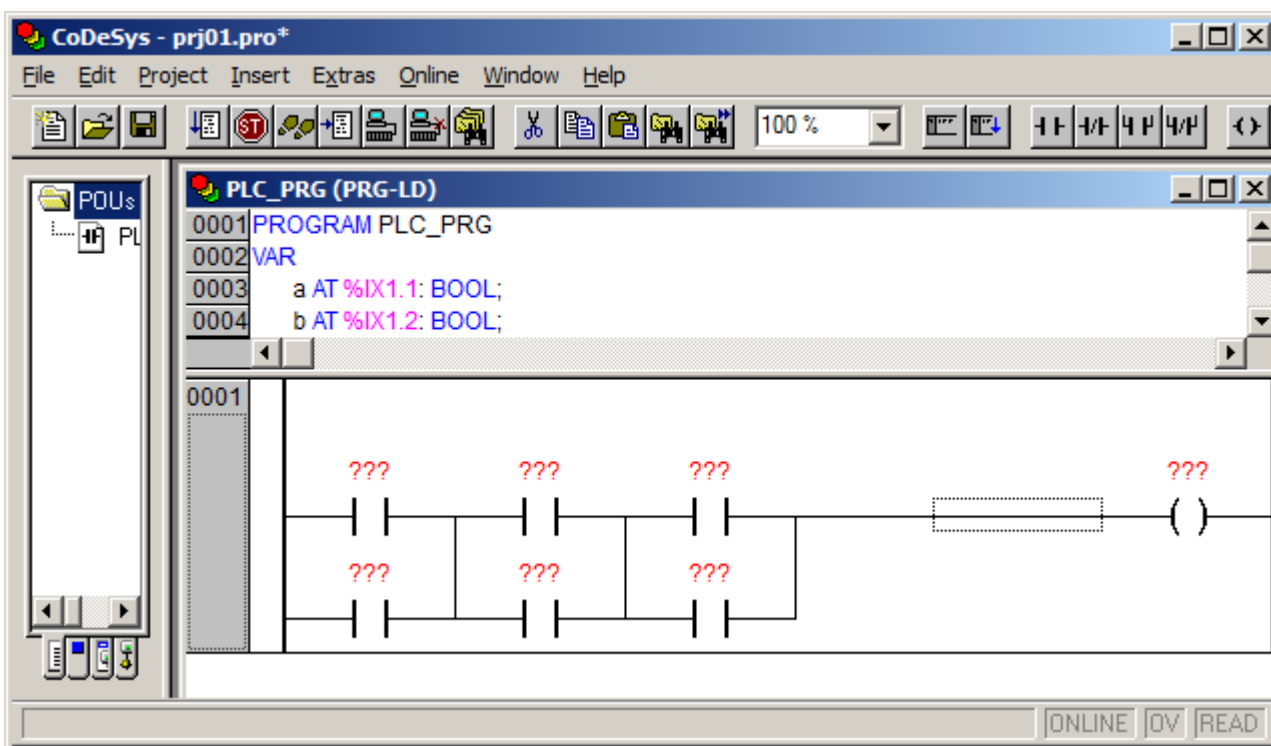 CoDeSys - prj01.pro*
File Edit Project Insert Extras Online Window Help
ST 100 %
POUs
PL
PLC_PRG (PRG-LD)
0001 PROGRAM PLC_PRG
0002 VAR
0003 a AT %IX1.1: BOOL;
0004 b AT %IX1.2: BOOL;
0001
??? ??? ??? ???
??? ??? ???
ONLINE OV READ